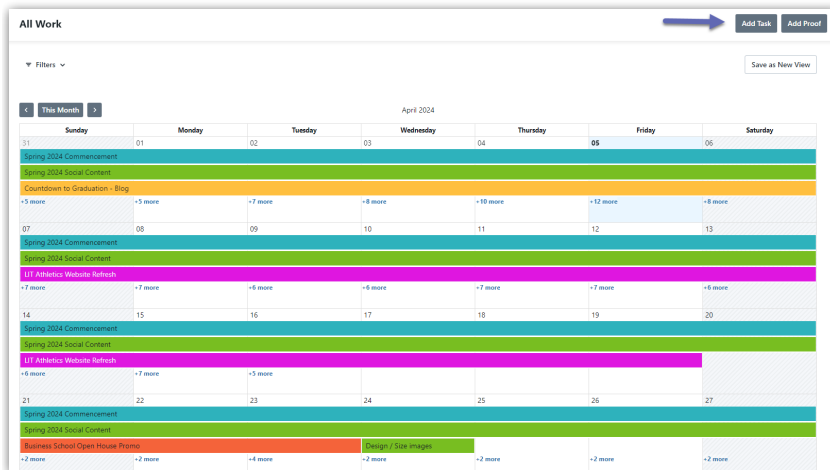 All Work
Add Task Add Proof
Filters
Save as New View
< This Month > April 2024
Sunday Monday Tuesday Wednesday Thursday Friday Saturday
31 01 02 03 04 05 06
Spring 2024 Commencement
Spring 2024 Social Content
Countdown to Graduation - Blog
+5 more +5 more +7 more +8 more +10 more +12 more +8 more
07 08 09 10 11 12 13
Spring 2024 Commencement
Spring 2024 Social Content
UT Athletics Website Refresh
+7 more +7 more +6 more +6 more +7 more +7 more +6 more
14 15 16 17 18 19 20
Spring 2024 Commencement
Spring 2024 Social Content
UT Athletics Website Refresh
+6 more +7 more +5 more
21 22 23 24 25 26 27
Spring 2024 Commencement
Spring 2024 Social Content
Business School Open House Promo Design / Size images
+2 more +2 more +4 more +2 more +2 more +2 more +2 more